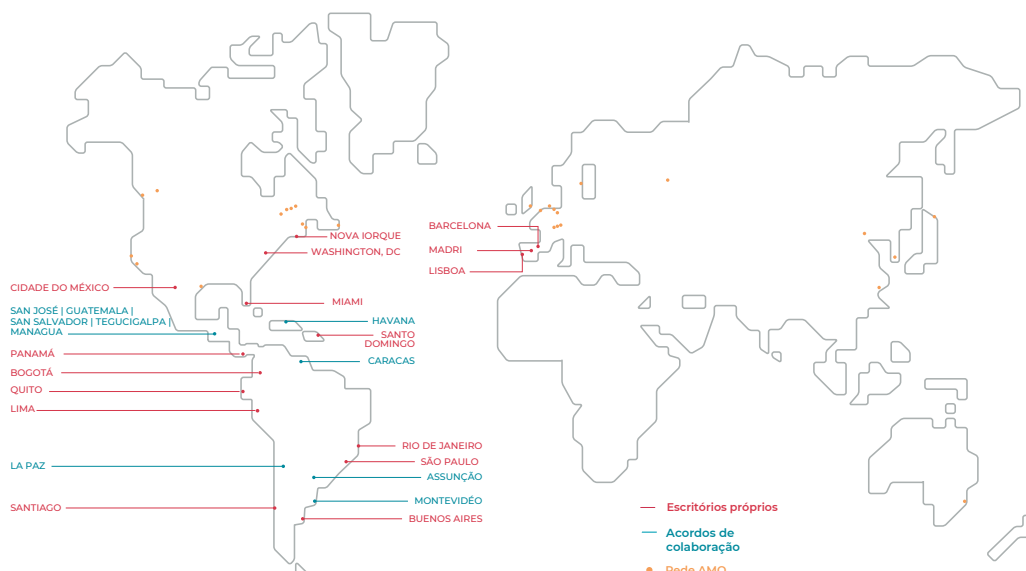 NOVA IORQUE
WASHINGTON, DC
CIDADE DO MÉXICO
MIAMI
SAN JOSÉ | GUATEMALA |
SAN SALVADOR | TEGUCIGALPA |
MANAGUA
HAVANA
SANTO
DOMINGO
PANAMÁ
CARACAS
BOGOTÁ
QUITO
LIMA
RIO DE JANEIRO
LA PAZ
SÃO PAULO
ASSUNÇÃO
MONTEVIDÉO
SANTIAGO
BUENOS AIRES
BARCELONA
MADRI
LISBOA
Escritórios próprios
Acordos de
colaboração
Rede AMO